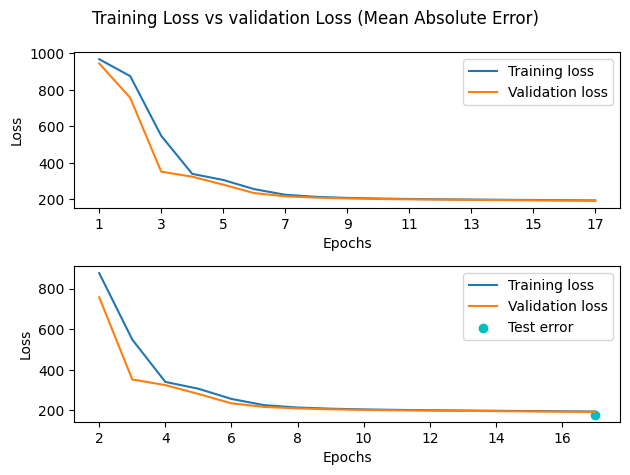 Training Loss vs validation Loss (Mean Absolute Error)
1000
800
600
400
200
Loss
Training loss
Validation loss
1 3 5 7 9 11 13 15 17
Epochs
800
600
400
200
Loss
Training loss
Validation loss
Test error
2 4 6 8 10 12 14 16
Epochs